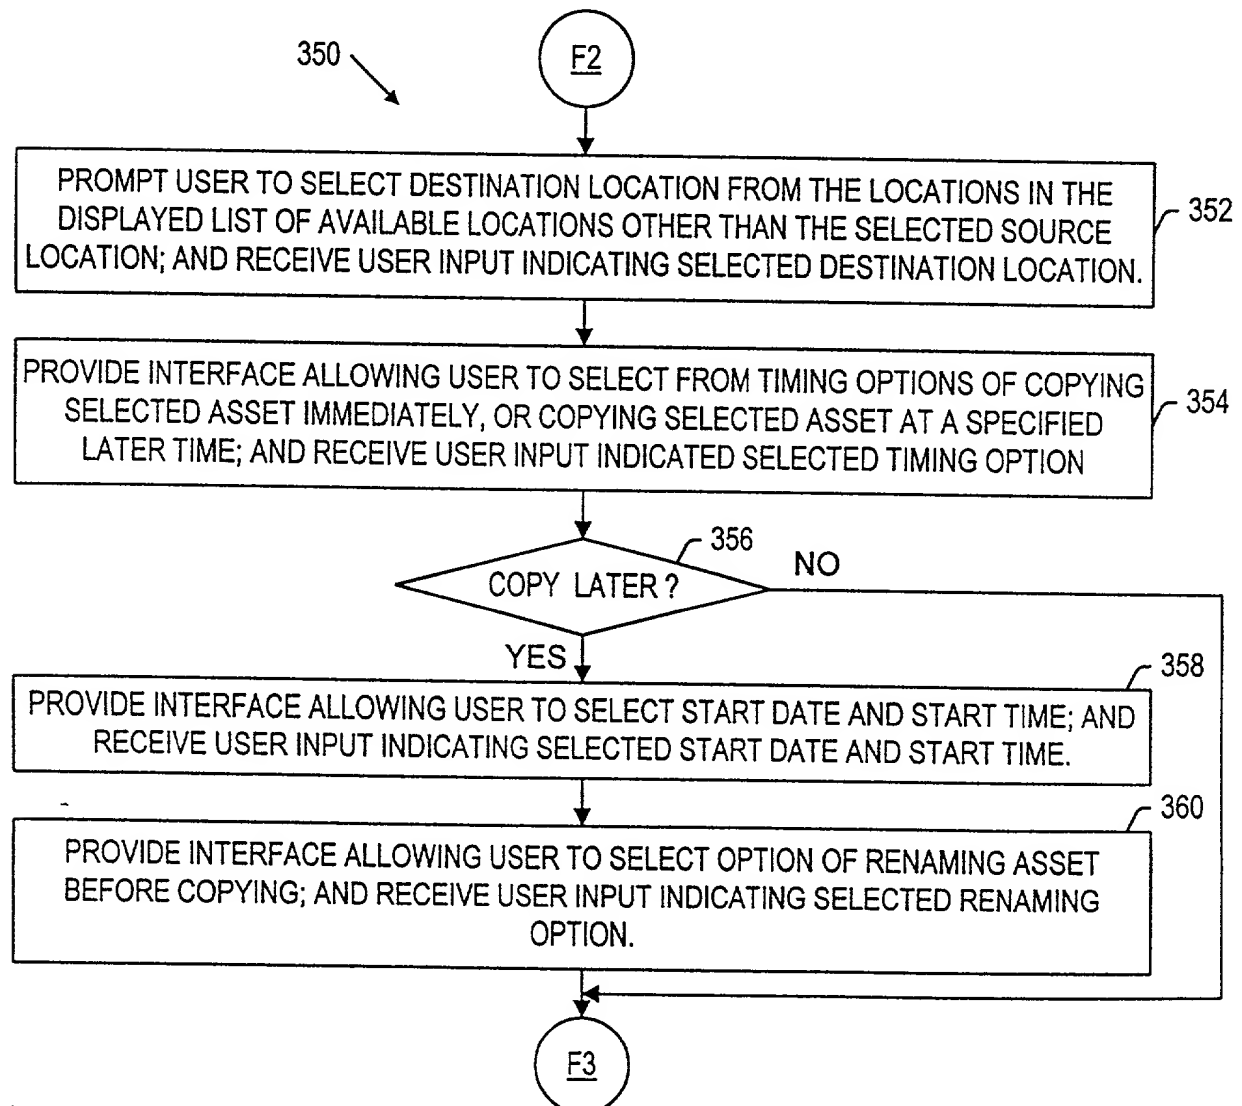 350
F2
PROMPT USER TO SELECT DESTINATION LOCATION FROM THE LOCATIONS IN THE
DISPLAYED LIST OF AVAILABLE LOCATIONS OTHER THAN THE SELECTED SOURCE
LOCATION; AND RECEIVE USER INPUT INDICATING SELECTED DESTINATION LOCATION.
352
PROVIDE INTERFACE ALLOWING USER TO SELECT FROM TIMING OPTIONS OF COPYING
SELECTED ASSET IMMEDIATELY, OR COPYING SELECTED ASSET AT A SPECIFIED
LATER TIME; AND RECEIVE USER INPUT INDICATED SELECTED TIMING OPTION
354
356
COPY LATER?
NO
YES
358
PROVIDE INTERFACE ALLOWING USER TO SELECT START DATE AND START TIME; AND
RECEIVE USER INPUT INDICATING SELECTED START DATE AND START TIME.
360
PROVIDE INTERFACE ALLOWING USER TO SELECT OPTION OF RENAMING ASSET
BEFORE COPYING; AND RECEIVE USER INPUT INDICATING SELECTED RENAMING
OPTION.
F3